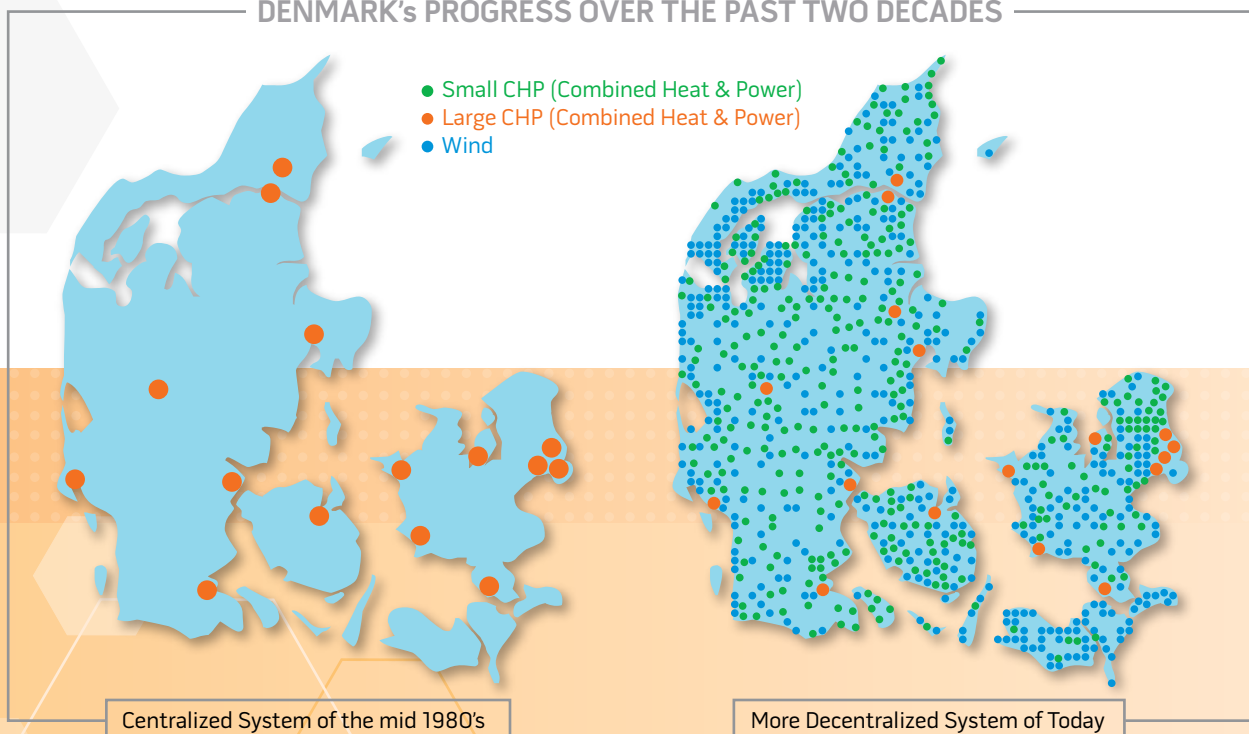 DENMARK's PROGRESS OVER THE PAST TWO DECADES
Small CHP (Combined Heat & Power)
Large CHP (Combined Heat & Power)
Wind
Centralized System of the mid 1980's
More Decentralized System of Today